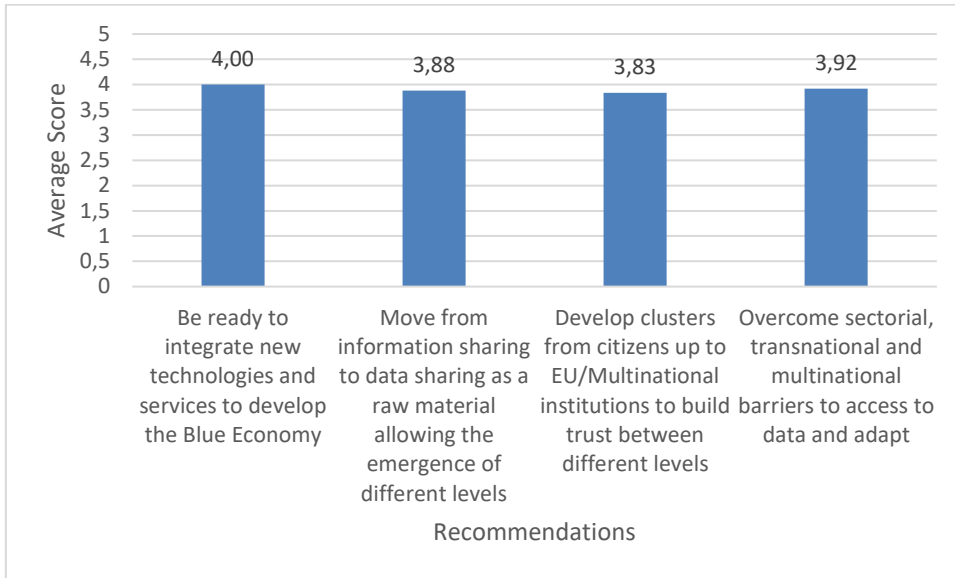 Average Score
5
4,5
4
3,5
3
2,5
2
1,5
1
0,5
0
4,00
3,88
3,83
3,92
Be ready to
integrate new
technologies and
services to develop
the Blue Economy
Move from
information sharing
to data sharing as a
raw material
allowing the
emergence of
different levels
Develop clusters
from citizens up to
EU/Multinational
institutions to build
trust between
different levels
Overcome sectorial,
transnational and
multinational
barriers to access to
data and adapt
Recommendations